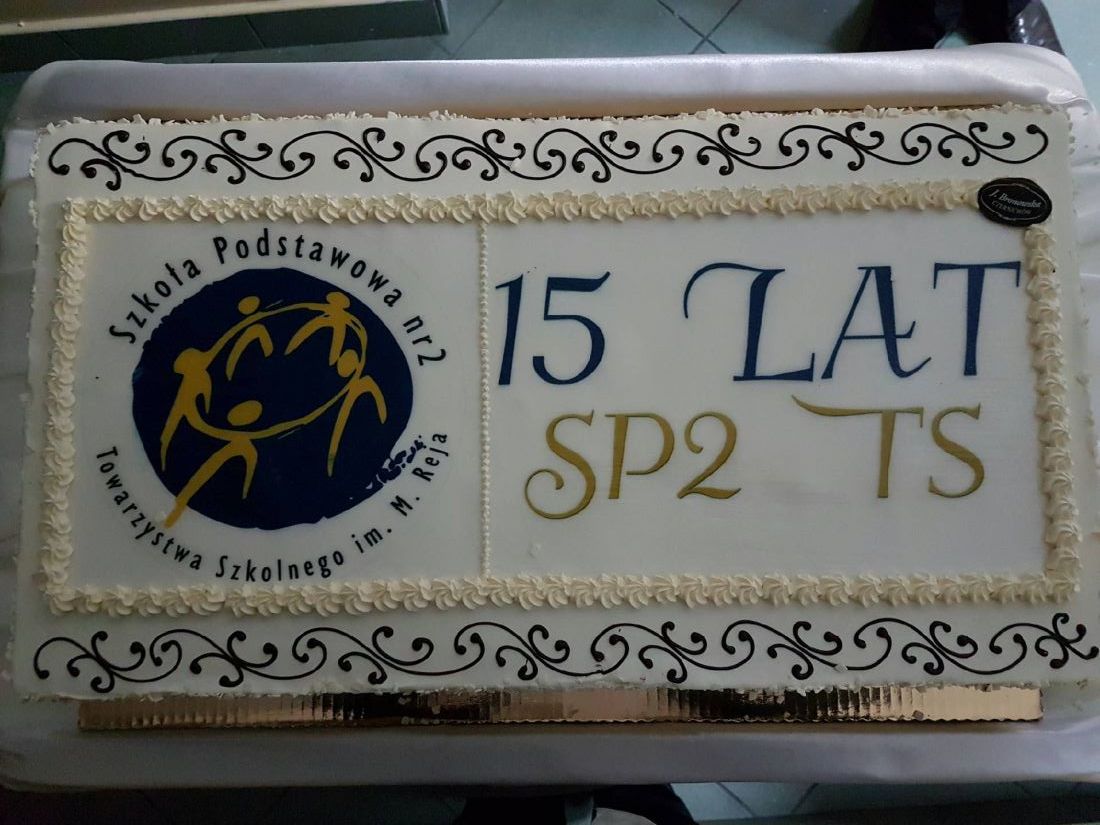 Szkoła Podstawowa nr2
Towarzystwa Szkolnego im. M. Reja
15 LAT
SP2 TS